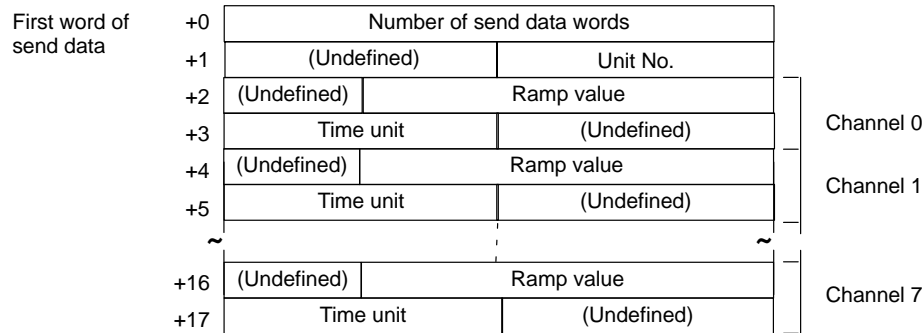 First word of
send data
+0 Number of send data words
+1 (Undefined) Unit No.
+2 (Undefined) Ramp value
Channel 0
+3 Time unit (Undefined)
+4 (Undefined) Ramp value
Channel 1
+5 Time unit (Undefined)
~ ~
+16 (Undefined) Ramp value
Channel 7
+17 Time unit (Undefined)